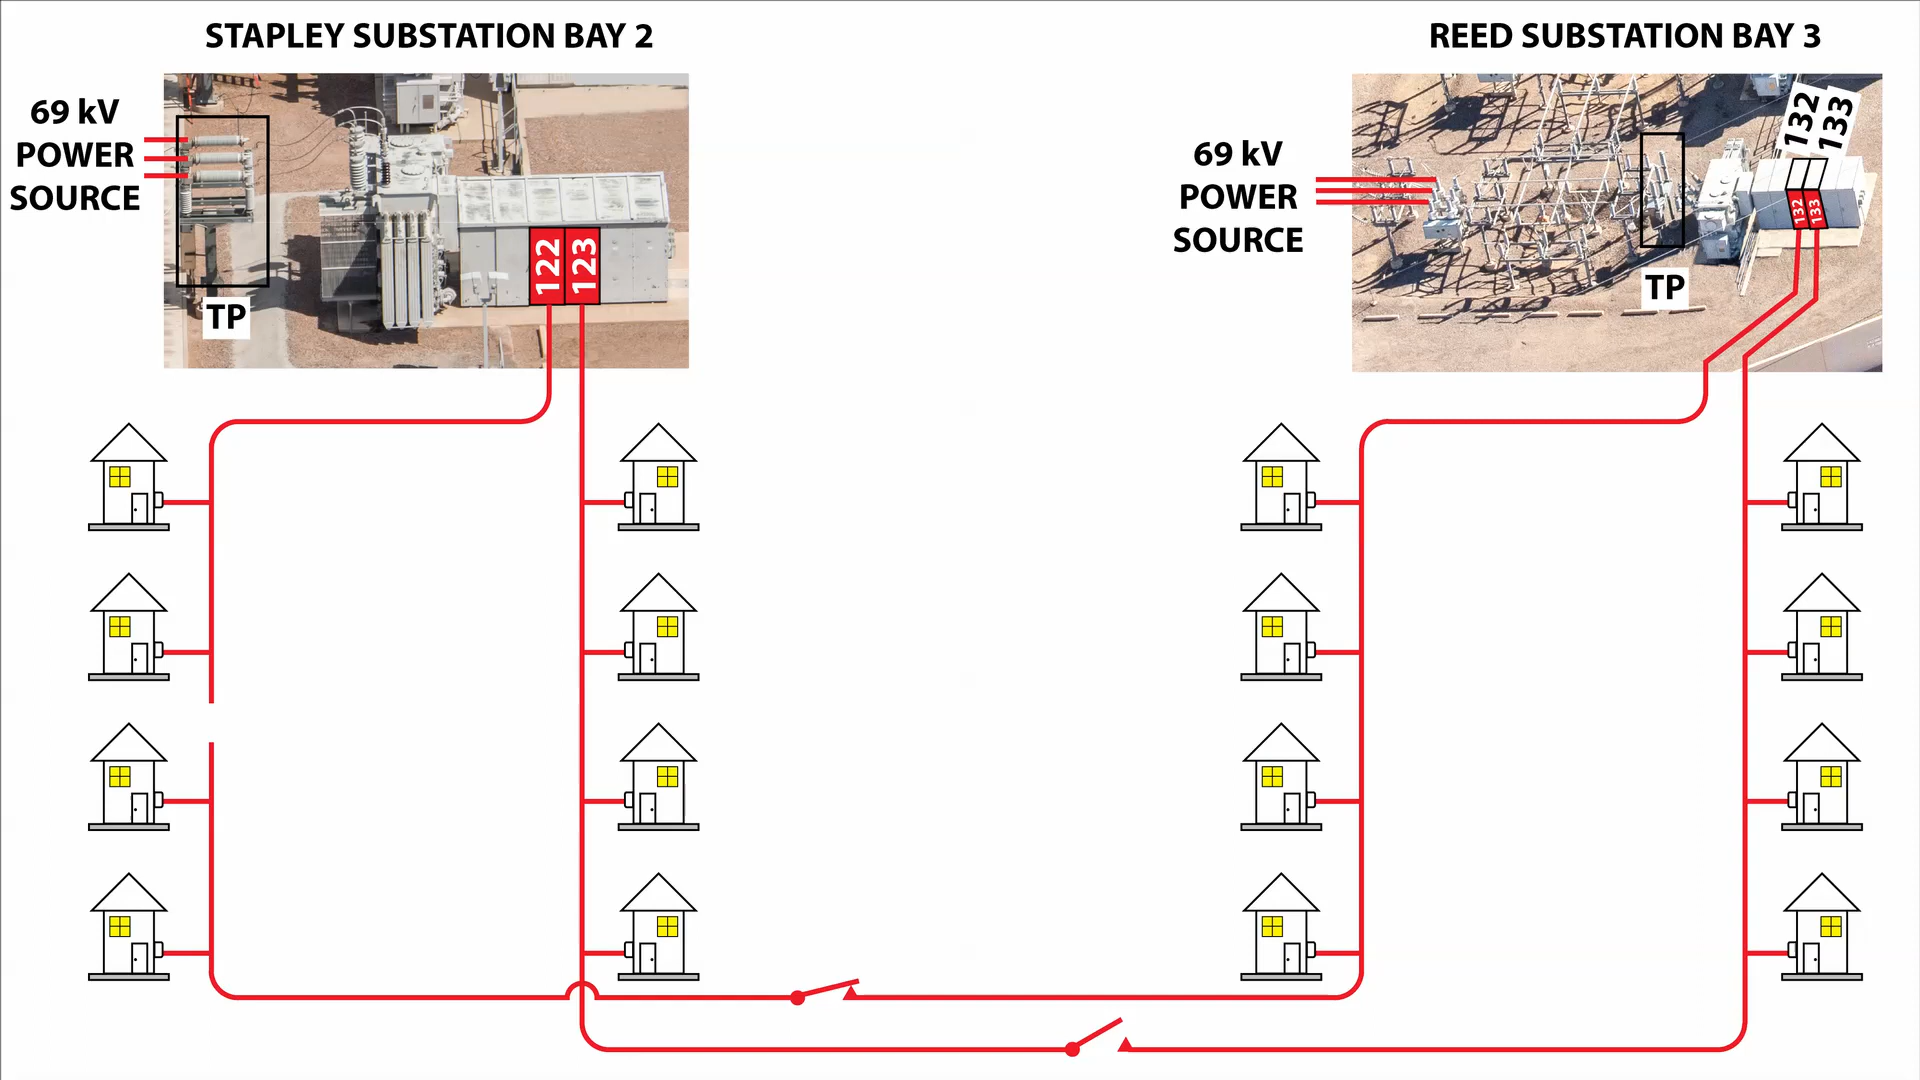 STAPLEY SUBSTATION BAY 2
69 kV
POWER
SOURCE
TP
122
123
REED SUBSTATION BAY 3
69 kV
POWER
SOURCE
TP
132
133
132
133